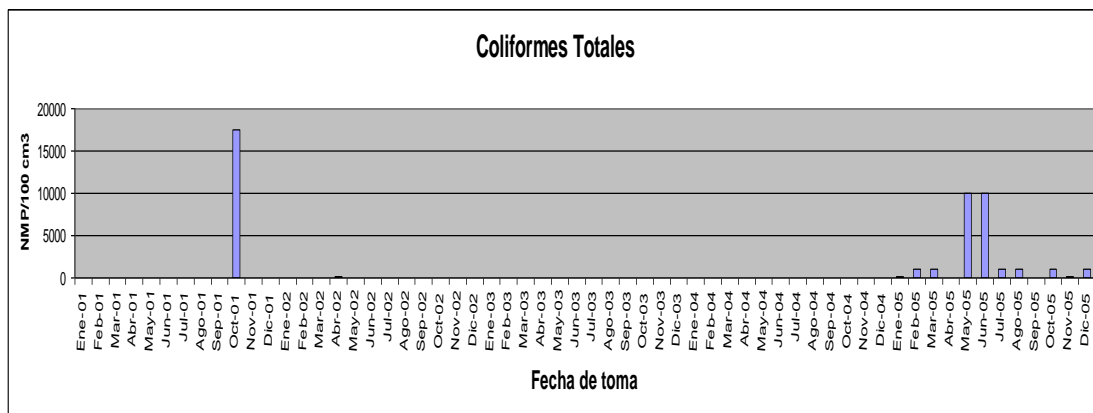 Coliformes Totales
NMP/100 cm3
20000
15000
10000
5000
0
Ene-01
Feb-01
Mar-01
Abr-01
May-01
Jun-01
Jul-01
Ago-01
Sep-01
Oct-01
Nov-01
Dic-01
Ene-02
Feb-02
Mar-02
Abr-02
May-02
Jun-02
Jul-02
Ago-02
Sep-02
Oct-02
Nov-02
Dic-02
Ene-03
Feb-03
Mar-03
Abr-03
May-03
Jun-03
Jul-03
Ago-03
Sep-03
Oct-03
Nov-03
Dic-03
Ene-04
Feb-04
Mar-04
Abr-04
May-04
Jun-04
Jul-04
Ago-04
Sep-04
Oct-04
Nov-04
Dic-04
Ene-05
Feb-05
Mar-05
Abr-05
May-05
Jun-05
Jul-05
Ago-05
Sep-05
Oct-05
Nov-05
Dic-05
Fecha de toma